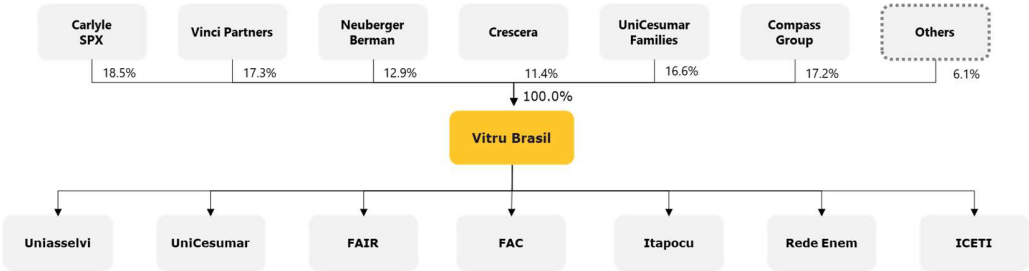 Carlyle
SPX
Vinci Partners
Neuberger
Berman
Crescera
UniCesumar
Families
Compass
Group
Others
18.5%
17.3%
12.9%
11.4%
16.6%
17.2%
6.1%
100.0%
Vitru Brasil
Uniasselvi
UniCesumar
FAIR
FAC
Itapocu
Rede Enem
ICETI